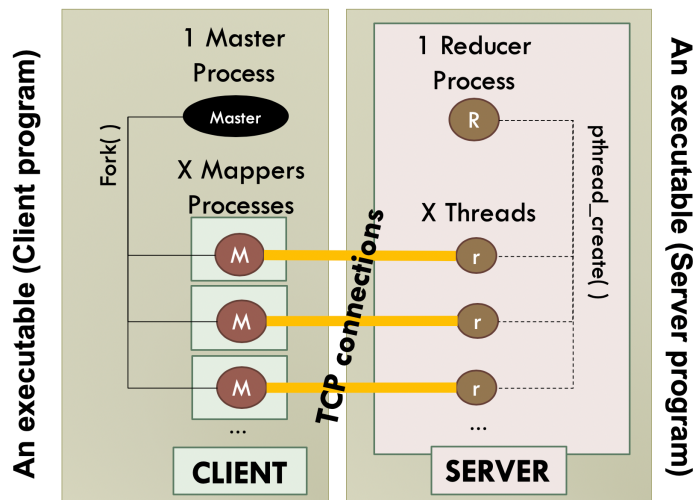 An executable (Client program)
1 Master
Process
Master
Fork( )
X Mappers
Processes
M
M
M
...
CLIENT
TCP connections
1 Reducer
Process
R
X Threads
r
r
r
...
pthread_create( )
SERVER
An executable (Server program)